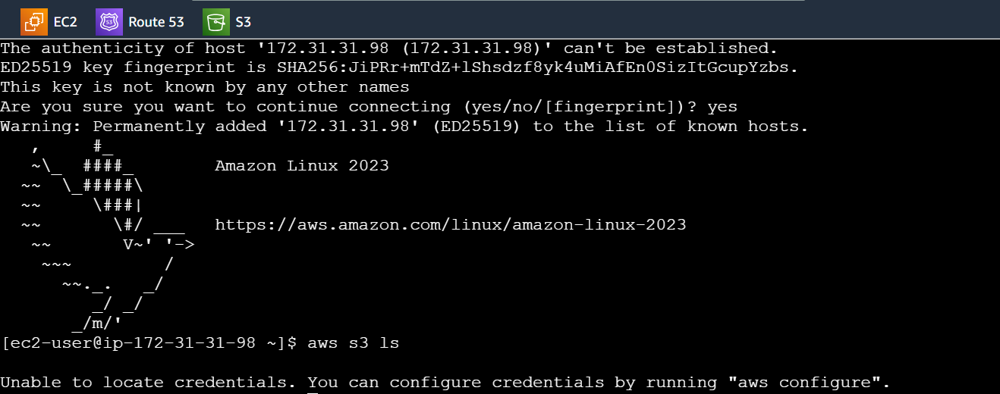 EC2 Route 53 S3
The authenticity of host '172.31.31.98 (172.31.31.98)' can't be established.
ED25519 key fingerprint is SHA256:JiPRr+mTdZ+lShsdzf8yk4uMiAfEn0SizItGcupYzbs.
This key is not known by any other names
Are you sure you want to continue connecting (yes/no/[fingerprint])? yes
Warning: Permanently added '172.31.31.98' (ED25519) to the list of known hosts.
   ,     #_
   ~\_  ####_        Amazon Linux 2023
  ~~  \_#####\
  ~~     \###|
  ~~       \#/ ___   https://aws.amazon.com/linux/amazon-linux-2023
   ~~       V~' '->
    ~~~         /
      ~~._.   _/
         _/ _/
       _/m/'
[ec2-user@ip-172-31-31-98 ~]$ aws s3 ls
Unable to locate credentials. You can configure credentials by running "aws configure".